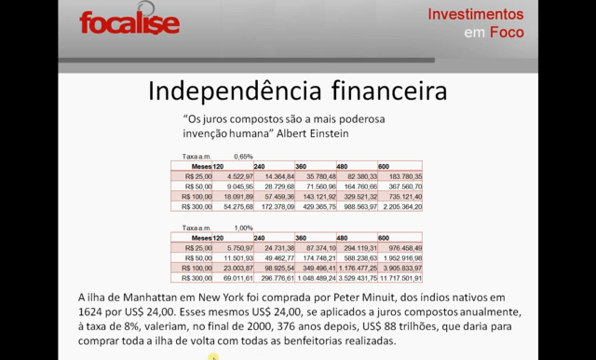 focalise
Investimentos
em Foco
Independência financeira
“Os juros compostos são a mais poderosa
invenção humana” Albert Einstein
Taxa a.m. 0,65%
Meses 120 240 360 480 600
R$ 25,00 4.522,97 14.364,84 35.780,48 82.380,33 183.780,35
R$ 50,00 9.045,95 28.729,68 71.560,96 164.760,66 367.560,70
R$ 100,00 18.091,89 57.459,36 143.121,92 329.521,32 735.121,40
R$ 300,00 54.275,68 172.378,09 429.365,75 988.563,97 2.205.364,20
Taxa a.m. 1,00%
Meses 120 240 360 480 600
R$ 25,00 5.750,97 24.731,38 87.374,10 294.119,31 976.458,49
R$ 50,00 11.501,93 49.462,77 174.748,21 588.238,63 1.952.916,98
R$ 100,00 23.003,87 98.925,54 349.496,41 1.176.477,25 3.905.833,97
R$ 300,00 69.011,61 296.776,61 1.048.489,24 3.529.431,75 11.717.501,91
A ilha de Manhattan em New York foi comprada por Peter Minuit, dos índios nativos em
1624 por US$ 24,00. Esses mesmos US$ 24,00, se aplicados a juros compostos anualmente,
à taxa de 8%, valeriam, no final de 2000, 376 anos depois, US$ 88 trilhões, que daria para
comprar toda a ilha de volta com todas as benfeitorias realizadas.